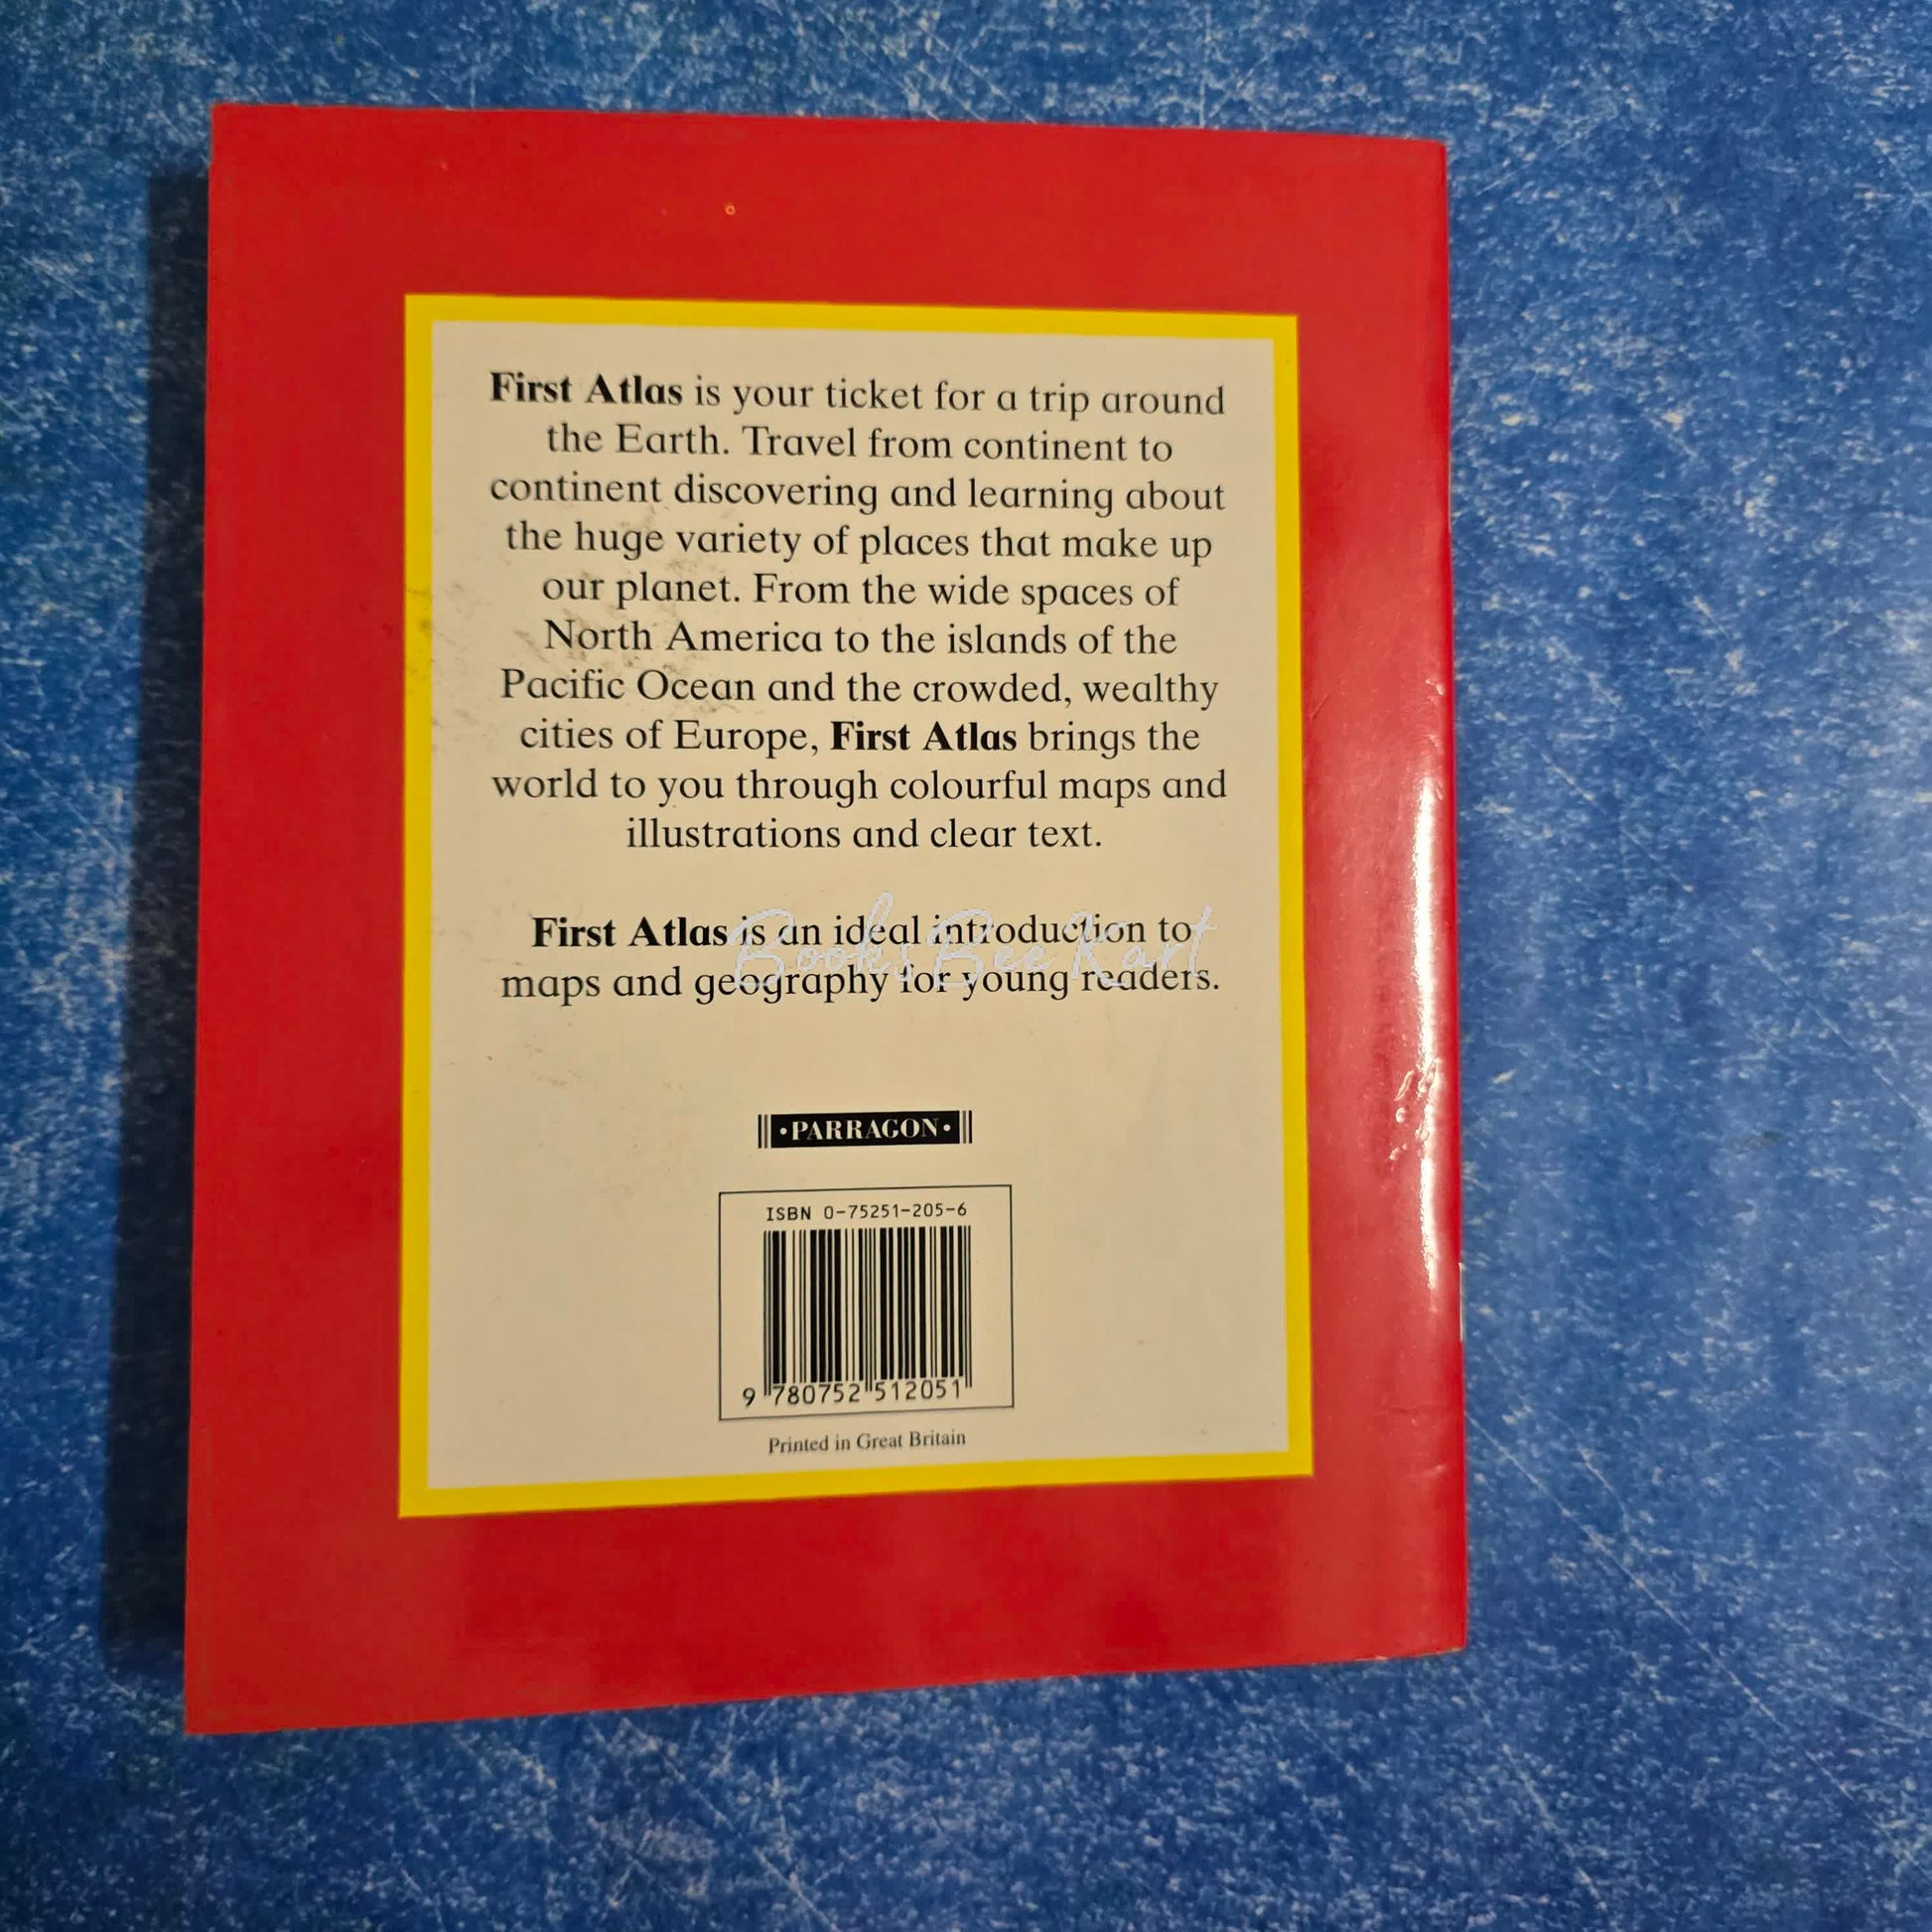 First Atlas is your ticket for a trip around
the Earth. Travel from continent to
continent discovering and learning about
the huge variety of places that make up
our planet. From the wide spaces of
North America to the islands of the
Pacific Ocean and the crowded, wealthy
cities of Europe, First Atlas brings the
world to you through colourful maps and
illustrations and clear text.
First Atlas is an ideal introduction to
maps and geography for young readers.
Books Bee Kart
•PARRAGON•
ISBN 0-75251-205-6
9 780752 512051
Printed in Great Britain